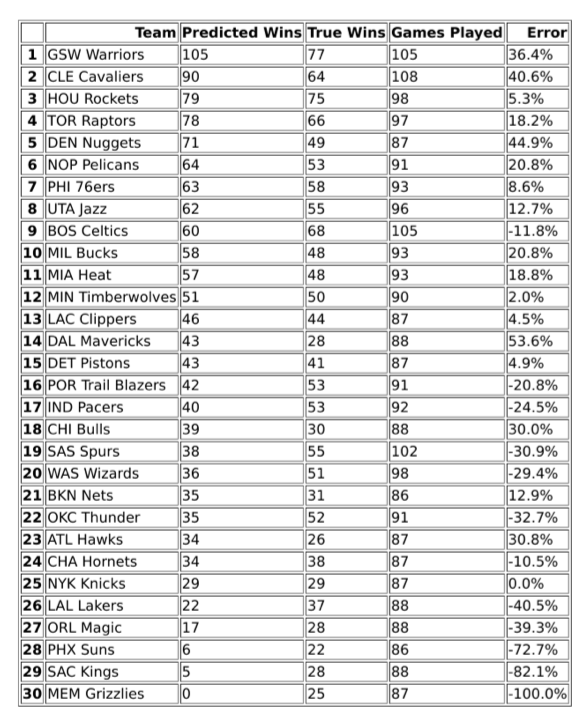 Team Predicted Wins True Wins Games Played Error
1 GSW Warriors 105 77 105 36.4%
2 CLE Cavaliers 90 64 108 40.6%
3 HOU Rockets 79 75 98 5.3%
4 TOR Raptors 78 66 97 18.2%
5 DEN Nuggets 71 49 87 44.9%
6 NOP Pelicans 64 53 91 20.8%
7 PHI 76ers 63 58 93 8.6%
8 UTA Jazz 62 55 96 12.7%
9 BOS Celtics 60 68 105 -11.8%
10 MIL Bucks 58 48 93 20.8%
11 MIA Heat 57 48 93 18.8%
12 MIN Timberwolves 51 50 90 2.0%
13 LAC Clippers 46 44 87 4.5%
14 DAL Mavericks 43 28 88 53.6%
15 DET Pistons 43 41 87 4.9%
16 POR Trail Blazers 42 53 91 -20.8%
17 IND Pacers 40 53 92 -24.5%
18 CHI Bulls 39 30 88 30.0%
19 SAS Spurs 38 55 102 -30.9%
20 WAS Wizards 36 51 98 -29.4%
21 BKN Nets 35 31 86 12.9%
22 OKC Thunder 35 52 91 -32.7%
23 ATL Hawks 34 26 87 30.8%
24 CHA Hornets 34 38 87 -10.5%
25 NYK Knicks 29 29 87 0.0%
26 LAL Lakers 22 37 88 -40.5%
27 ORL Magic 17 28 88 -39.3%
28 PHX Suns 6 22 86 -72.7%
29 SAC Kings 5 28 88 -82.1%
30 MEM Grizzlies 0 25 87 -100.0%